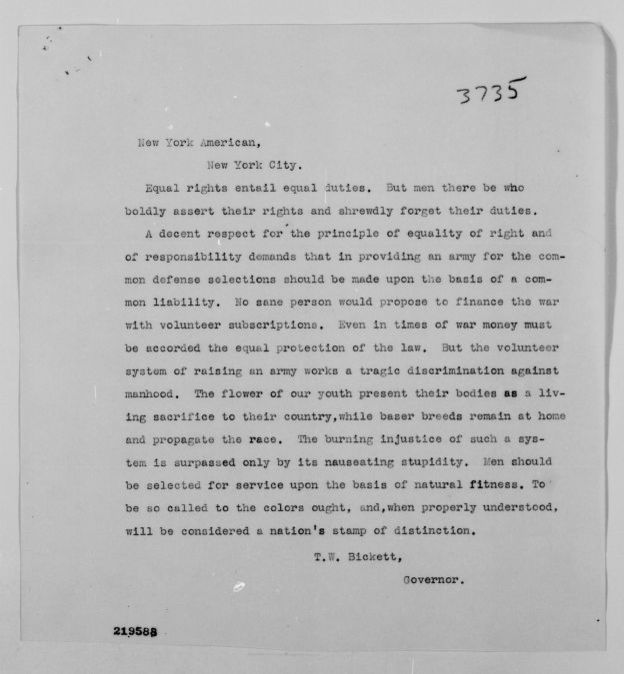 3735
New York American,
New York City.
Equal rights entail equal duties. But men there be who
boldly assert their rights and shrewdly forget their duties.
A decent respect for the principle of equality of right and
of responsibility demands that in providing an army for the com-
mon defense selections should be made upon the basis of a com-
mon liability. No sane person would propose to finance the war
with volunteer subscriptions. Even in times of war money must
be accorded the equal protection of the law. But the volunteer
system of raising an army works a tragic discrimination against
manhood. The flower of our youth present their bodies as a liv-
ing sacrifice to their country,while baser breeds remain at home
and propagate the race. The burning injustice of such a sys-
tem is surpassed only by its nauseating stupidity. Men should
be selected for service upon the basis of natural fitness. To
be so called to the colors ought, and,when properly understood,
will be considered a nation's stamp of distinction.
T.W. Bickett,
Governor.
219588